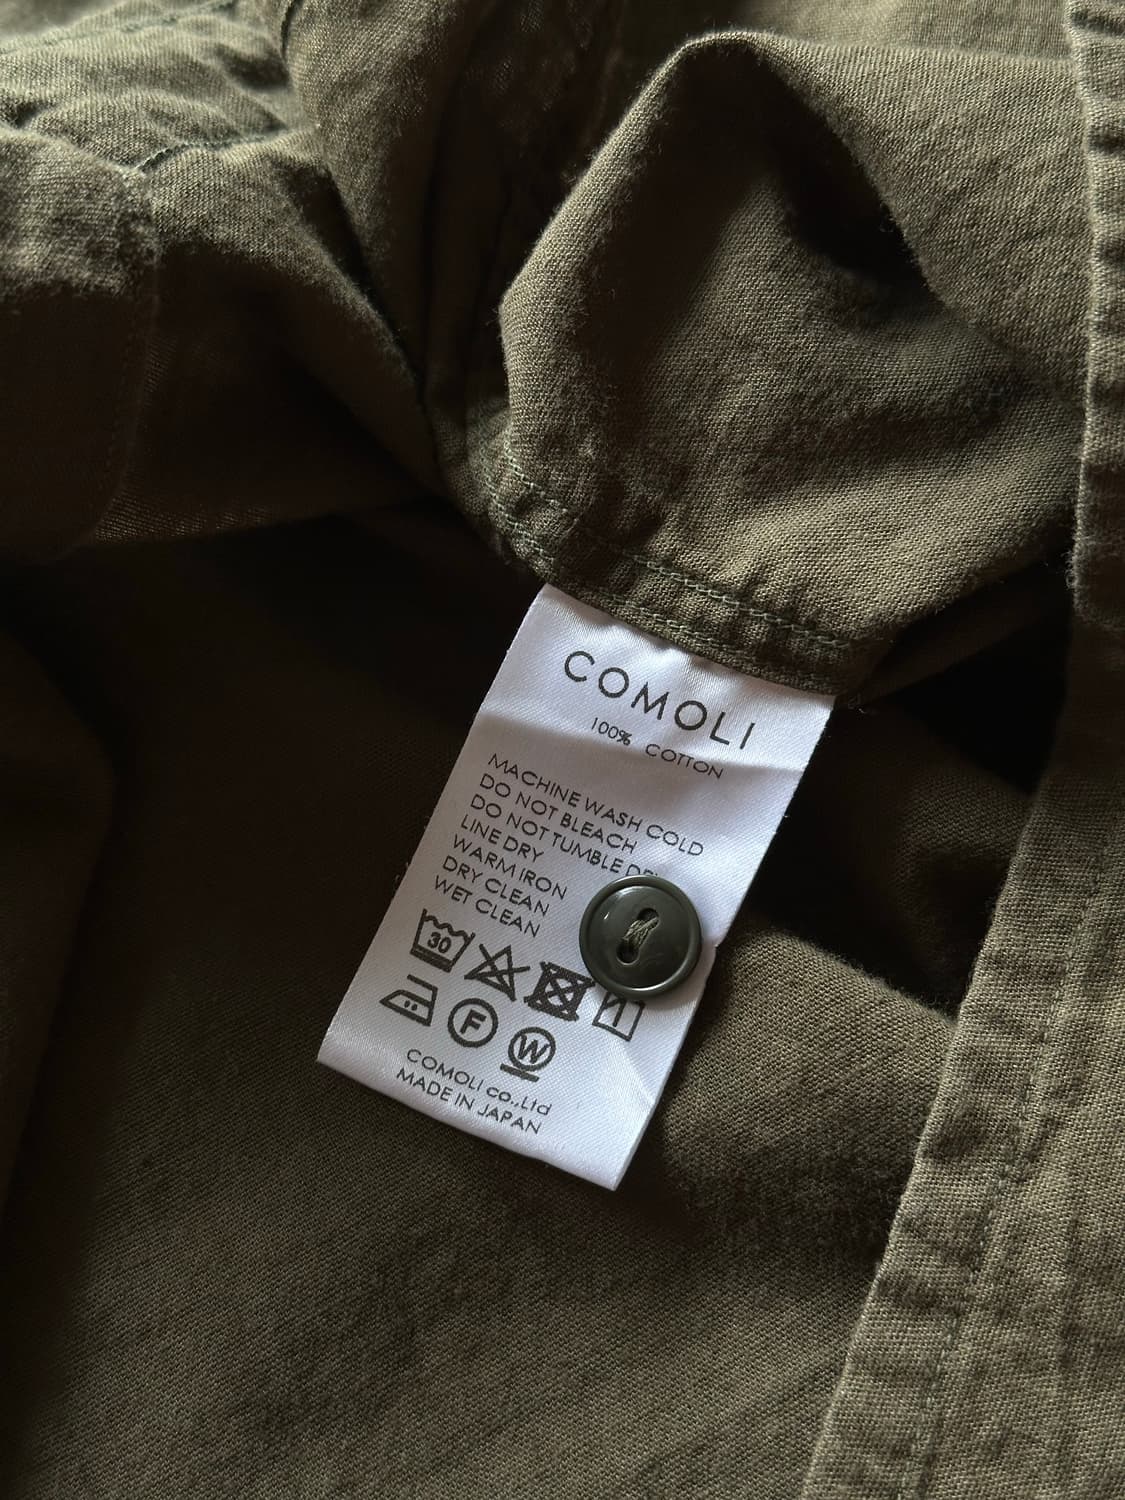 COMOLI
100% COTTON
MACHINE WASH COLD
DO NOT BLEACH
DO NOT TUMBLE
LINE DRY
WARM IRON
DRY CLEAN
WET CLEAN
30
F
W
COMOLI co.,Ltd
MADE IN JAPAN